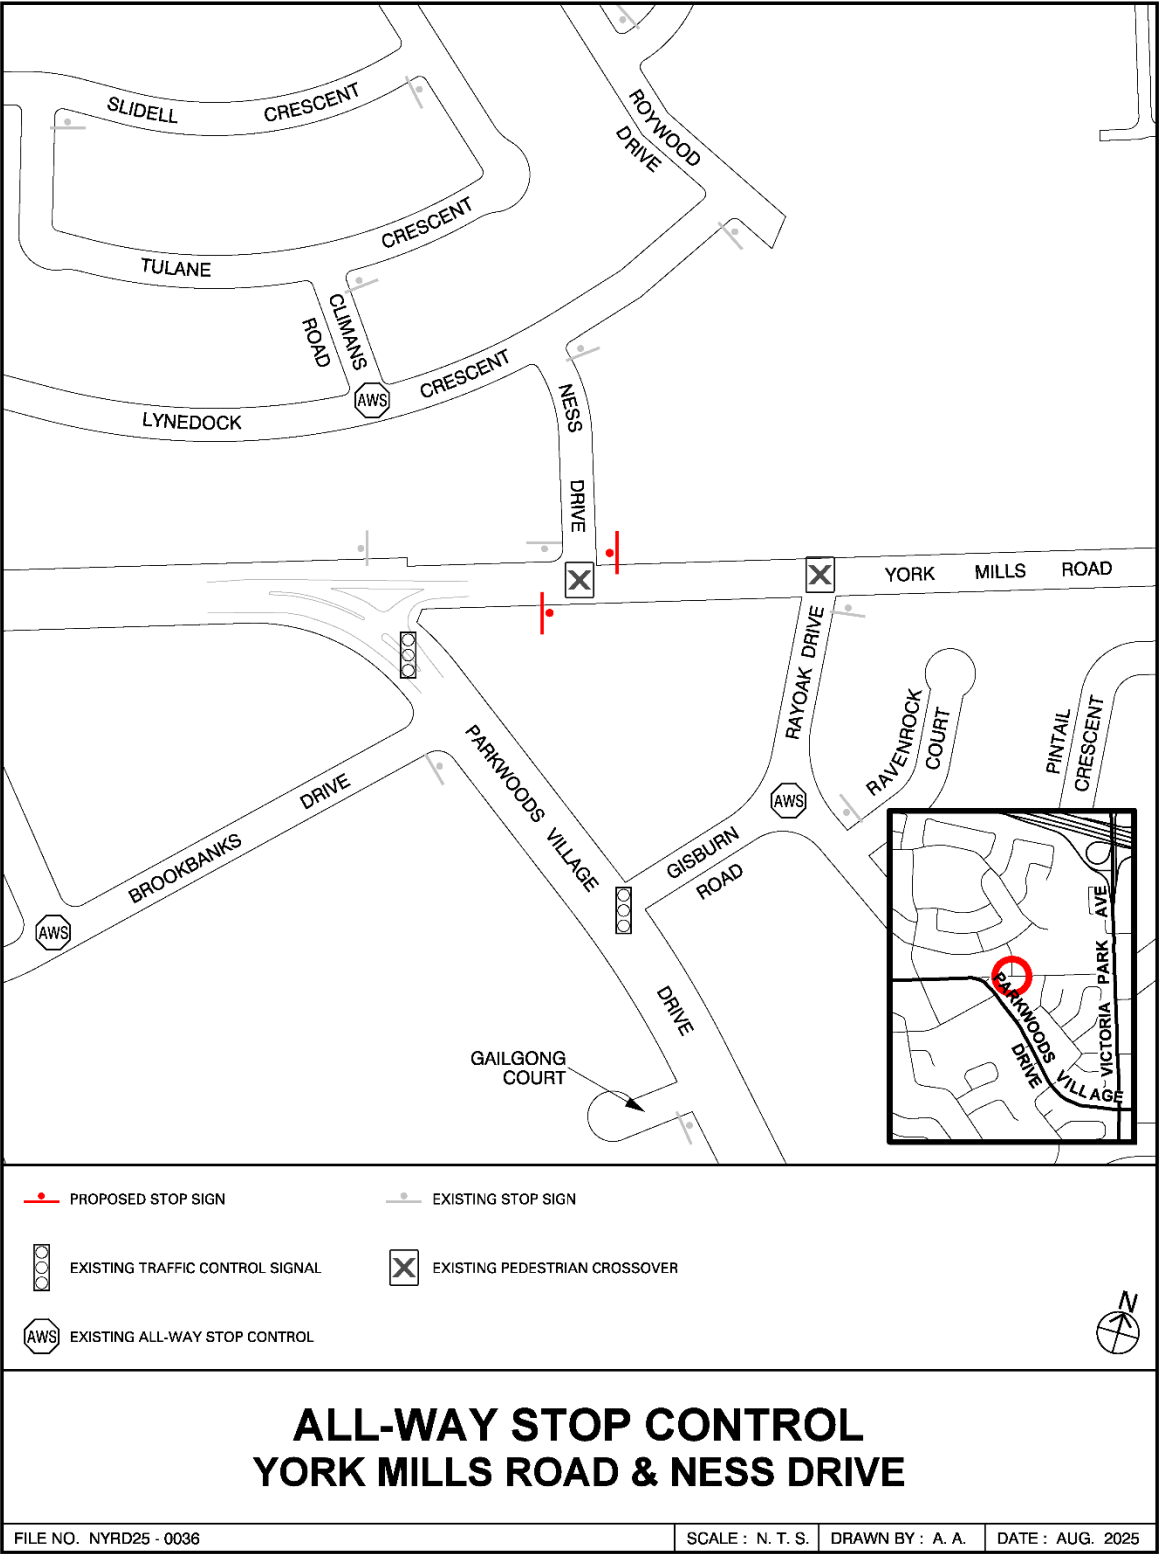 SLIDELL CRESCENT
ROYWOOD
DRIVE
CRESCENT
TULANE
CLIMANS
ROAD
CRESCENT
AWS
LYNEDOCK
NESS
DRIVE
YORK MILLS ROAD
RAYOAK DRIVE
RAVENROCK
COURT
PINTAIL
CRESCENT
PARKWOODS VILLAGE
DRIVE
BROOKBANKS
AWS
GISBURN
ROAD
AWS
DRIVE
GAILGONG
COURT
VICTORIA PARK AVE
PARKWOODS VILLAGE
DRIVE
PROPOSED STOP SIGN
EXISTING STOP SIGN
EXISTING TRAFFIC CONTROL SIGNAL
EXISTING PEDESTRIAN CROSSOVER
AWS EXISTING ALL-WAY STOP CONTROL
N
ALL-WAY STOP CONTROL
YORK MILLS ROAD & NESS DRIVE
FILE NO. NYRD25 - 0036
SCALE : N. T. S.
DRAWN BY : A. A.
DATE : AUG. 2025